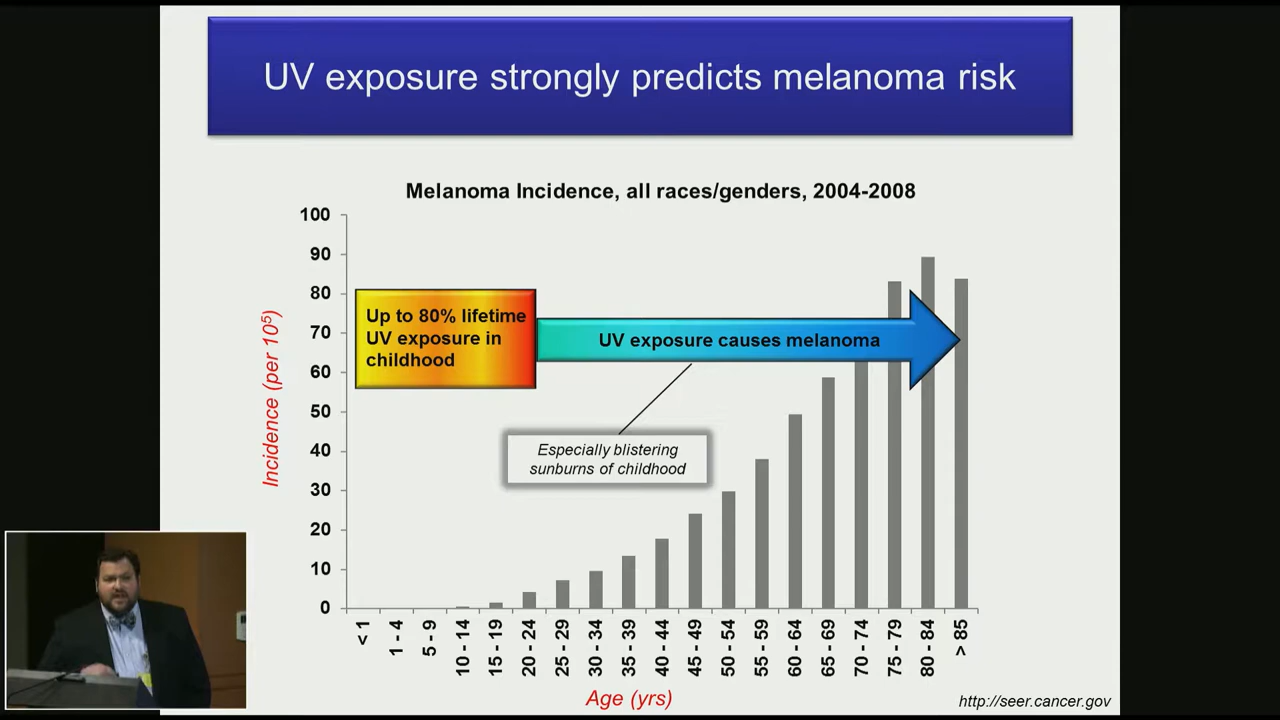 UV exposure strongly predicts melanoma risk
Melanoma Incidence, all races/genders, 2004-2008
100
90
80
70
60
50
40
30
20
10
0
Incidence (per 10⁵)
Up to 80% lifetime
UV exposure in
childhood
UV exposure causes melanoma
Especially blistering
sunburns of childhood
< 1
1 - 4
5 - 9
10 - 14
15 - 19
20 - 24
25 - 29
30 - 34
35 - 39
40 - 44
45 - 49
50 - 54
55 - 59
60 - 64
65 - 69
70 - 74
75 - 79
80 - 84
> 85
Age (yrs)
http://seer.cancer.gov